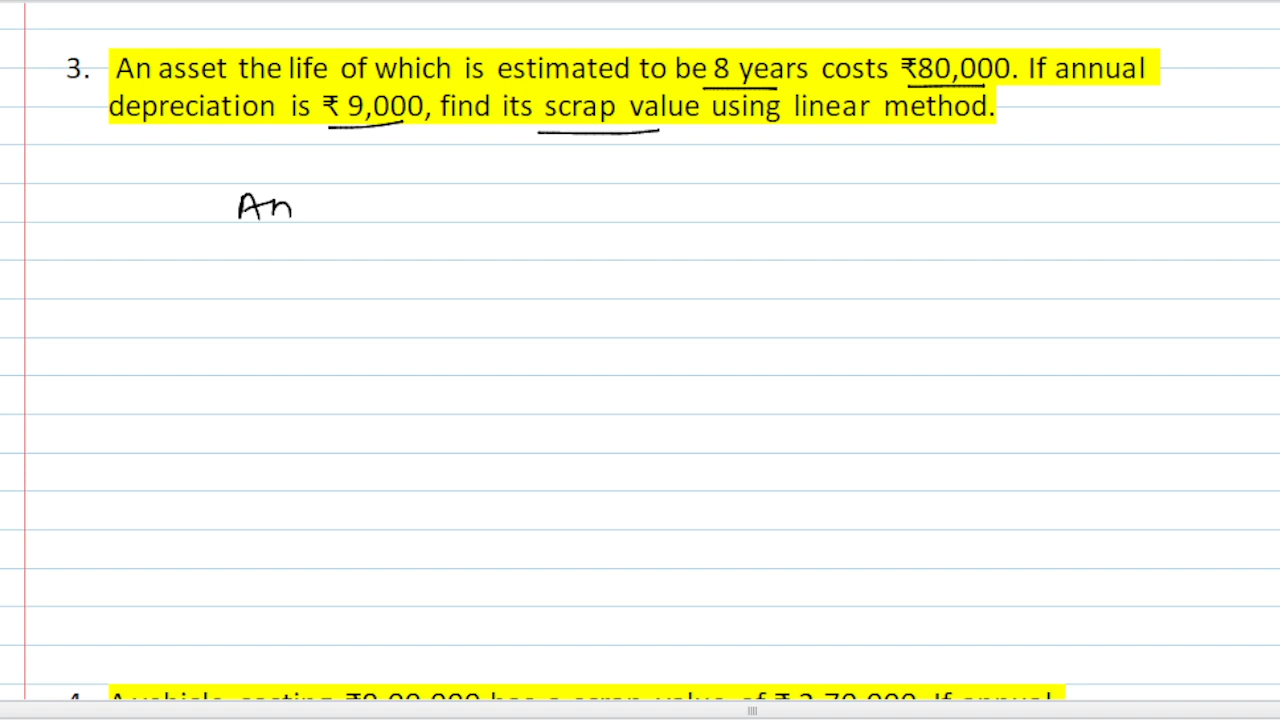 3. An asset the life of which is estimated to be 8 years costs ₹80,000. If annual
depreciation is ₹ 9,000, find its scrap value using linear method.
An